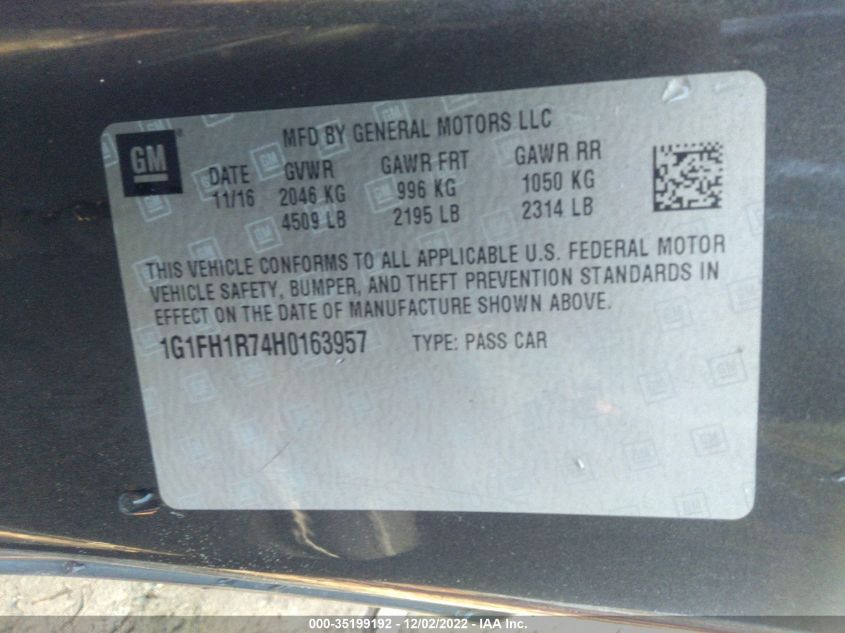 GM
MFD BY GENERAL MOTORS LLC
DATE GVWR GAWR FRT GAWR RR
11/16 2046 KG 996 KG 1050 KG
4509 LB 2195 LB 2314 LB
THIS VEHICLE CONFORMS TO ALL APPLICABLE U.S. FEDERAL MOTOR
VEHICLE SAFETY, BUMPER, AND THEFT PREVENTION STANDARDS IN
EFFECT ON THE DATE OF MANUFACTURE SHOWN ABOVE.
1G1FH1R74H0163957 TYPE: PASS CAR
000-35199192 - 12/02/2022 - IAA Inc.